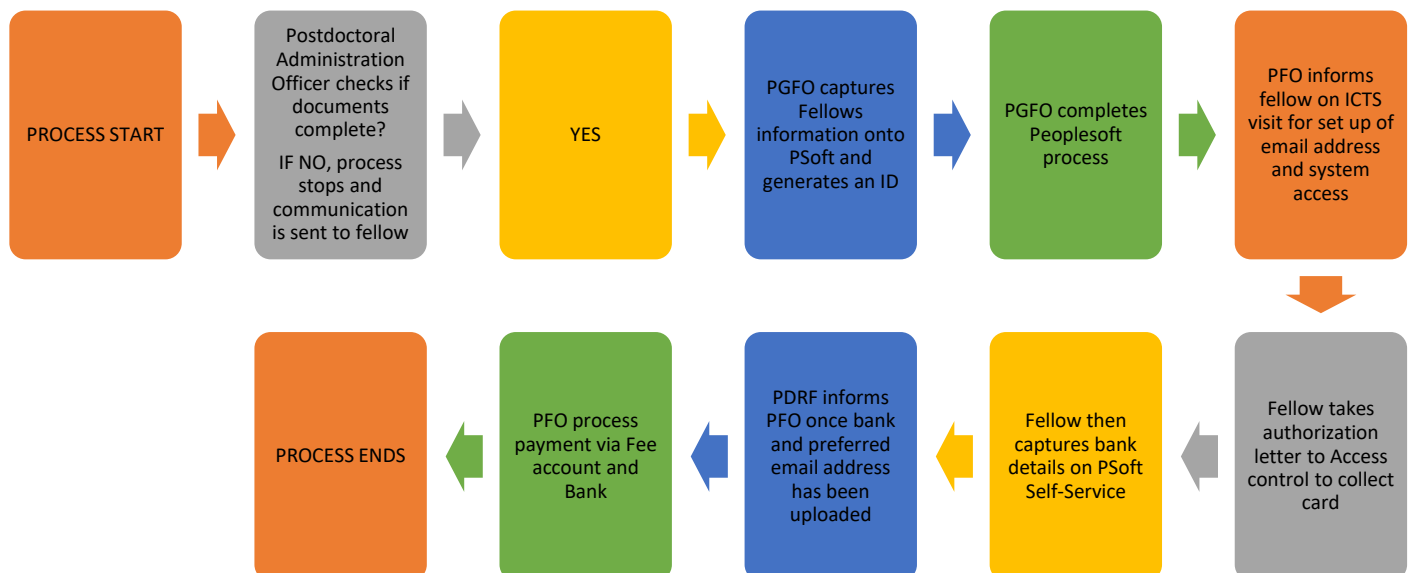 PROCESS START
Postdoctoral
Administration
Officer checks if
documents
complete?
IF NO, process
stops and
communication
is sent to fellow
YES
PGFO captures
Fellows
information onto
PSoft and
generates an ID
PGFO completes
Peoplesoft
process
PFO informs
fellow on ICTS
visit for set up of
email address
and system
access
Fellow takes
authorization
letter to Access
control to collect
card
Fellow then
captures bank
details on PSoft
Self-Service
PDRF informs
PFO once bank
and preferred
email address
has been
uploaded
PFO process
payment via Fee
account and
Bank
PROCESS ENDS